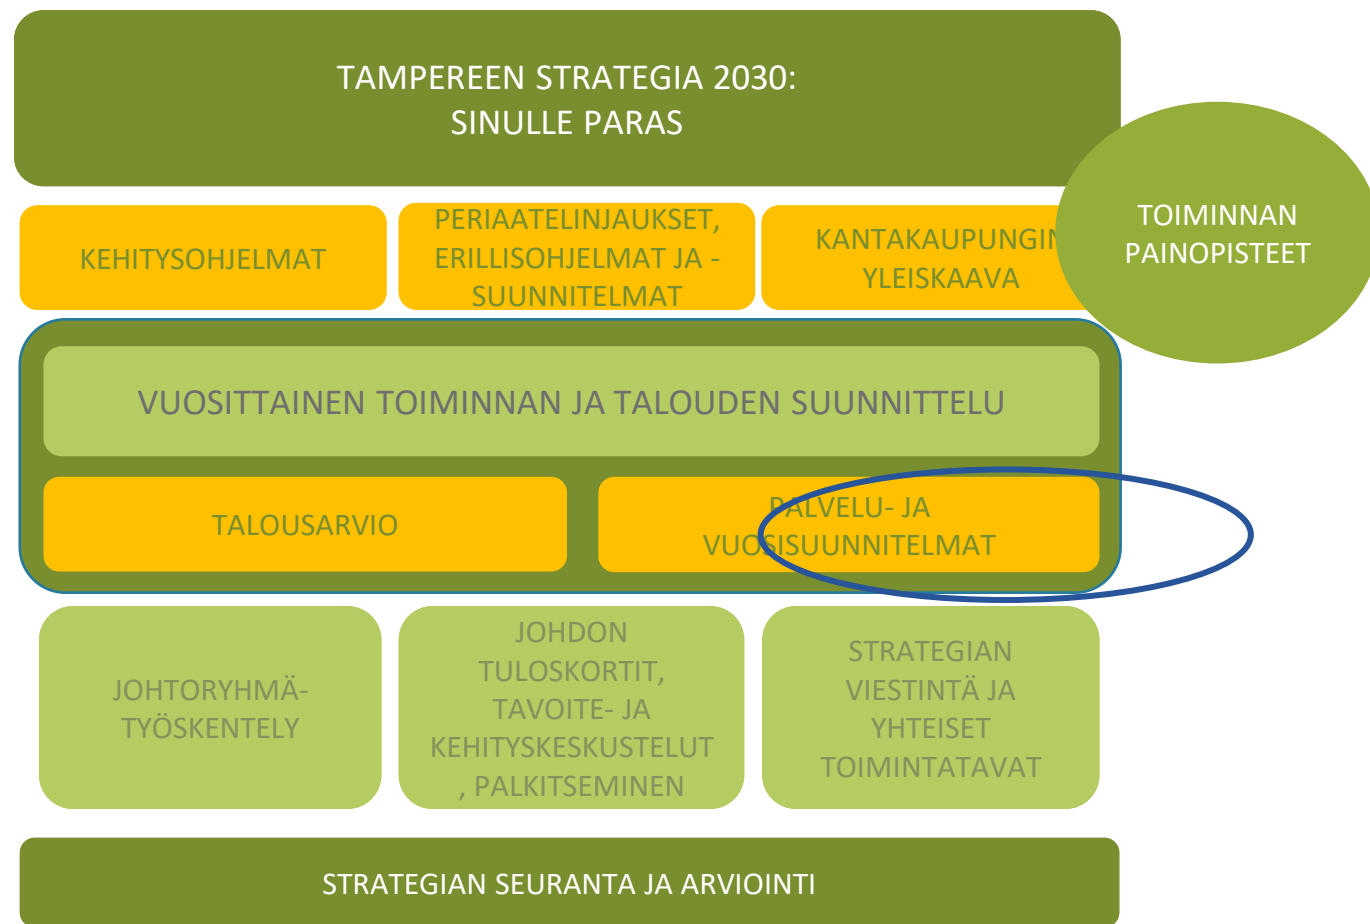 TAMPEREEN STRATEGIA 2030:
SINULLE PARAS
TOIMINNAN
PAINOPISTEET
KEHITYSOHJELMAT
PERIAATELINJAUKSET,
ERILLISOHJELMAT JA -
SUUNNITELMAT
KANTAKAUPUNGIN
YLEISKAAVA
VUOSITTAINEN TOIMINNAN JA TALOUDEN SUUNNITTELU
TALOUSARVIO
PALVELU- JA
VUOSISUUNNITELMAT
JOHTORYHMÄ-
TYÖSKENTELY
JOHDON
TULOSKORTIT,
TAVOITE- JA
KEHITYSKESKUSTELUT
, PALKITSEMINEN
STRATEGIAN
VIESTINTÄ JA
YHTEISET
TOIMINTATAVAT
STRATEGIAN SEURANTA JA ARVIOINTI